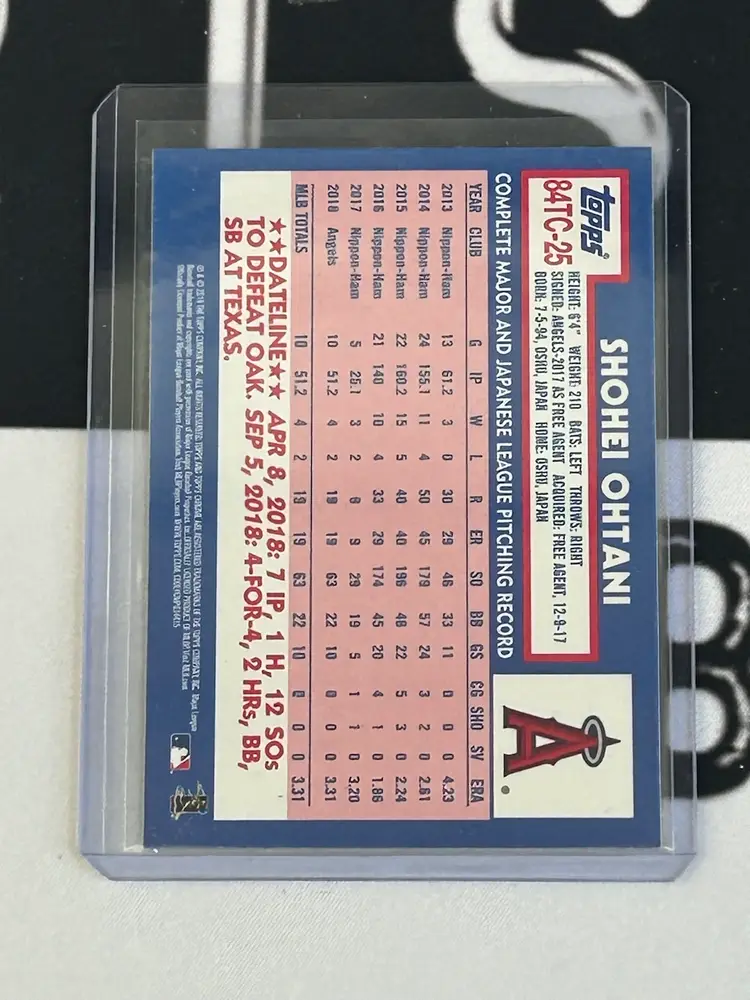 topps
84TC-25
SHOHEI OHTANI
HEIGHT: 6'4" WEIGHT: 210 BATS: LEFT THROWS: RIGHT
SIGNED: ANGELS-2017 AS FREE AGENT ACQUIRED: FREE AGENT, 12-9-17
BORN: 7-5-94, OSHU, JAPAN HOME: OSHU, JAPAN
A
COMPLETE MAJOR AND JAPANESE LEAGUE PITCHING RECORD
YEAR CLUB G IP W L R ER SO BB GS CG SHO SV ERA
2013 Nippon-Ham 13 61.2 3 0 30 29 46 33 11 0 0 0 4.23
2014 Nippon-Ham 24 155.1 11 4 50 45 179 57 24 3 2 0 2.61
2015 Nippon-Ham 22 160.2 15 5 40 40 196 46 22 5 3 0 2.24
2016 Nippon-Ham 21 140 10 4 33 29 174 45 20 4 1 0 1.86
2017 Nippon-Ham 5 25.1 3 2 9 29 19 5 1 1 0 3.20
2018 Angels 10 51.2 4 2 19 19 63 22 10 0 0 0 3.31
MLB TOTALS 10 51.2 4 2 19 19 63 22 10 0 0 0 3.31
★★DATELINE★★ APR 8, 2018: 7 IP, 1 H, 12 SOs
TO DEFEAT OAK. SEP 5, 2018: 4-FOR-4, 2 HRs, BB,
SB AT TEXAS.